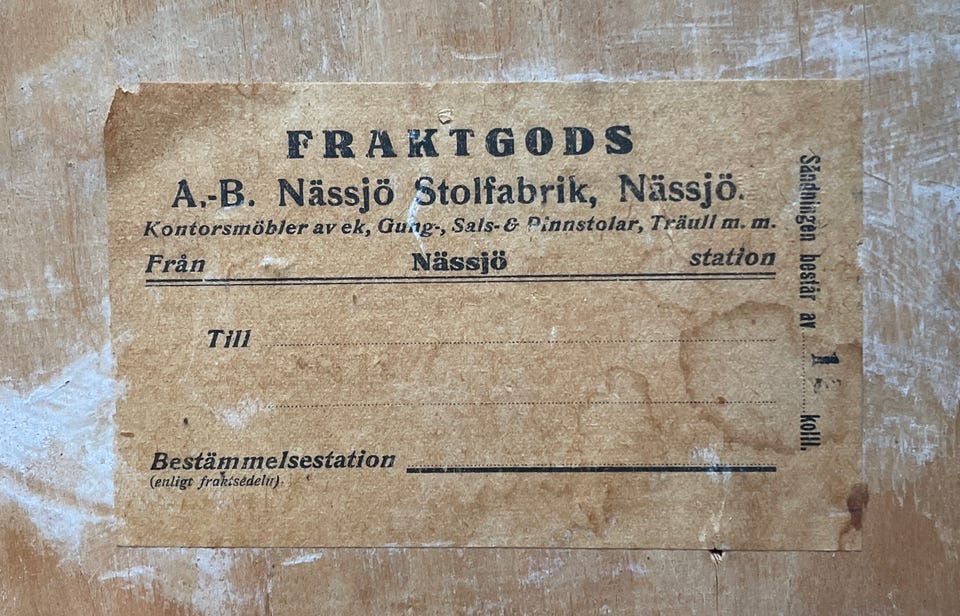 FRAKTGODS
A.-B. Nässjö Stolfabrik, Nässjö.
Kontorsmöbler av ek, Gung-, Sals- & Pinnstolar, Träull m. m.
Från Nässjö station
Till
Bestämmelsestation
(enligt fraktsedeln)
Sändningen består av 1 kolli.